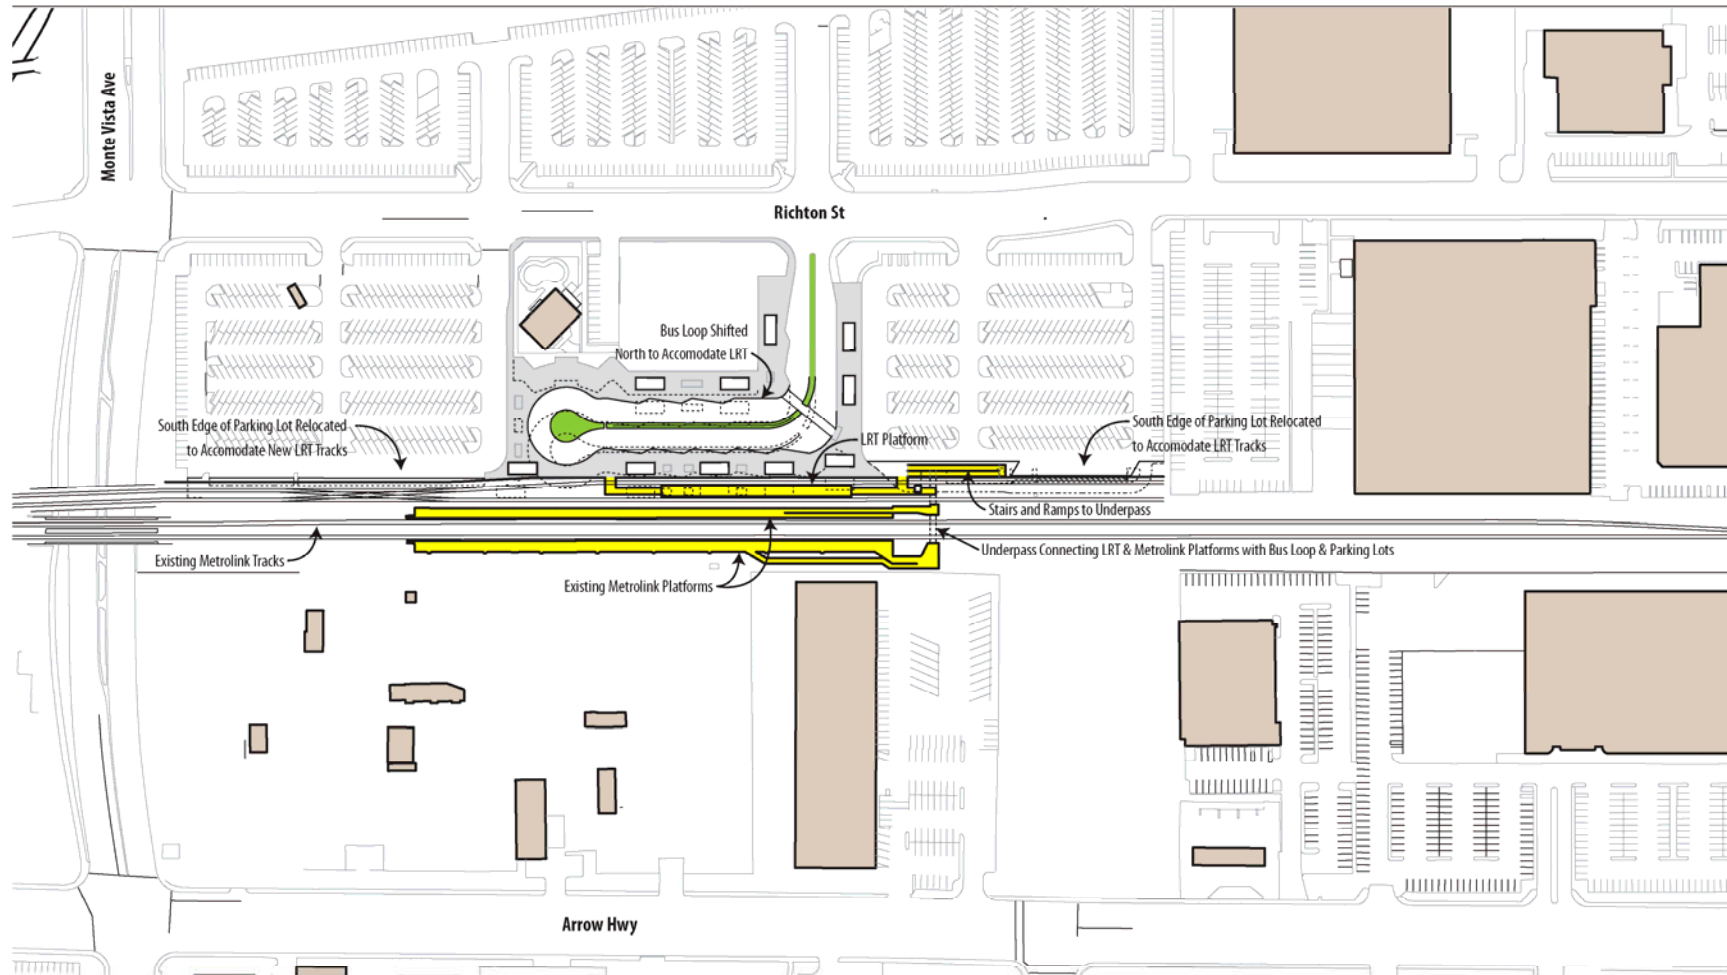 Monte Vista Ave
Richton St
Bus Loop Shifted
North to Accomodate LRT
South Edge of Parking Lot Relocated
to Accomodate New LRT Tracks
South Edge of Parking Lot Relocated
to Accomodate LRT Tracks
LRT Platform
Stairs and Ramps to Underpass
Underpass Connecting LRT & Metrolink Platforms with Bus Loop & Parking Lots
Existing Metrolink Tracks
Existing Metrolink Platforms
Arrow Hwy